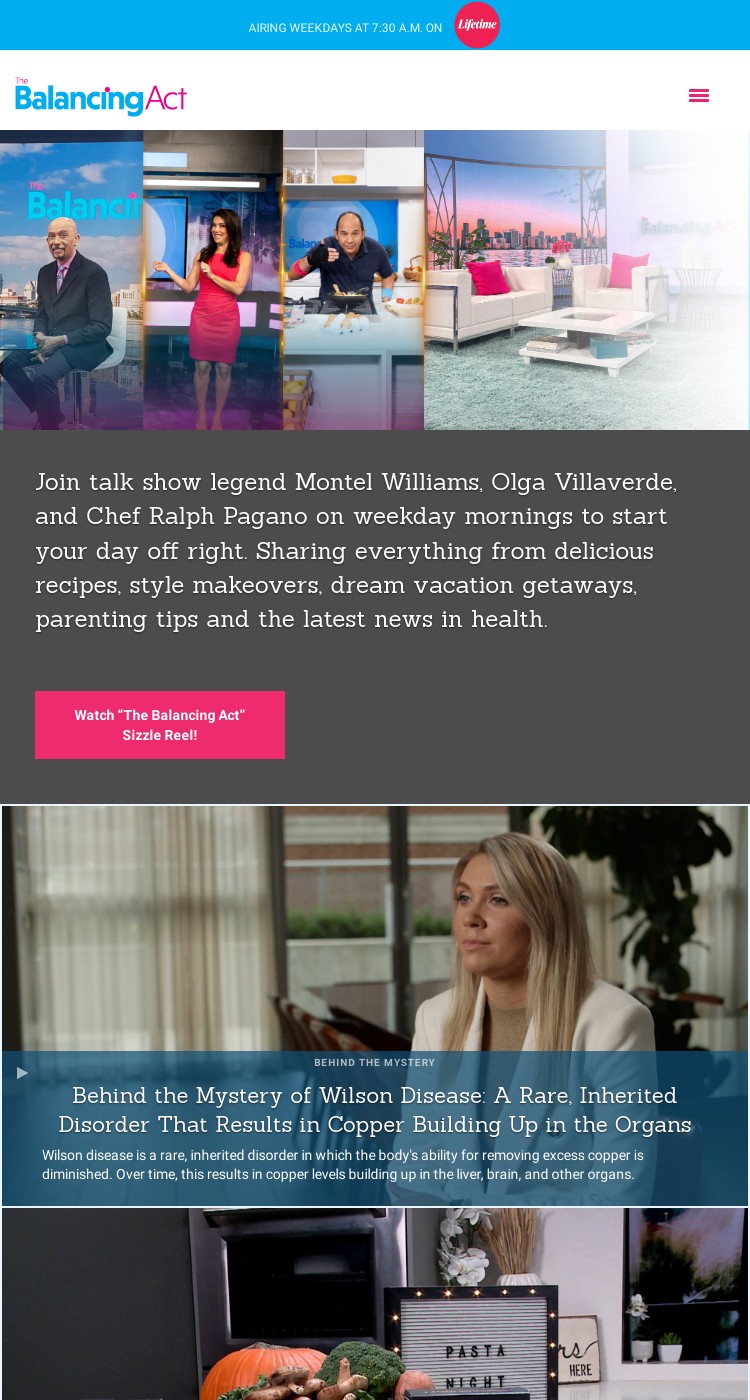 AIRING WEEKDAYS AT 7:30 A.M. ON
Lifetime
The
Balancing Act
The
Balancin
Balancing A
Join talk show legend Montel Williams, Olga Villaverde,
and Chef Ralph Pagano on weekday mornings to start
your day off right. Sharing everything from delicious
recipes, style makeovers, dream vacation getaways,
parenting tips and the latest news in health.
Watch “The Balancing Act”
Sizzle Reel!
BEHIND THE MYSTERY
Behind the Mystery of Wilson Disease: A Rare, Inherited
Disorder That Results in Copper Building Up in the Organs
Wilson disease is a rare, inherited disorder in which the body's ability for removing excess copper is
diminished. Over time, this results in copper levels building up in the liver, brain, and other organs.
PASTA
NIGHT
HERE